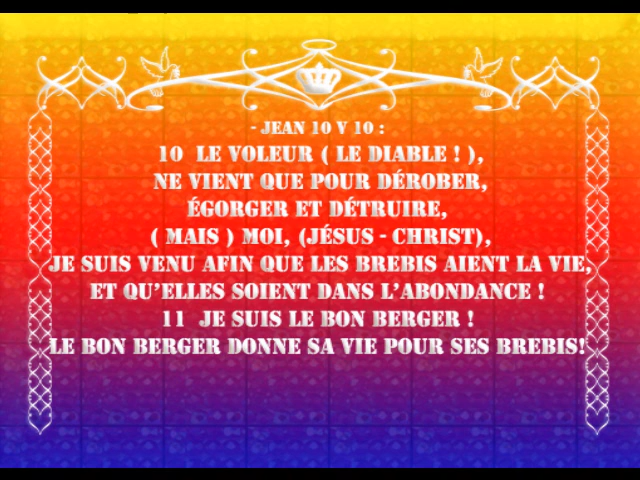 - JEAN 10 V 10 :
10 LE VOLEUR ( LE DIABLE ! ),
NE VIENT QUE POUR DÉROBER,
ÉGORGER ET DÉTRUIRE,
( MAIS ) MOI, (JÉSUS - CHRIST),
JE SUIS VENU AFIN QUE LES BREBIS AIENT LA VIE,
ET QU'ELLES SOIENT DANS L'ABONDANCE !
11 JE SUIS LE BON BERGER !
LE BON BERGER DONNE SA VIE POUR SES BREBIS!